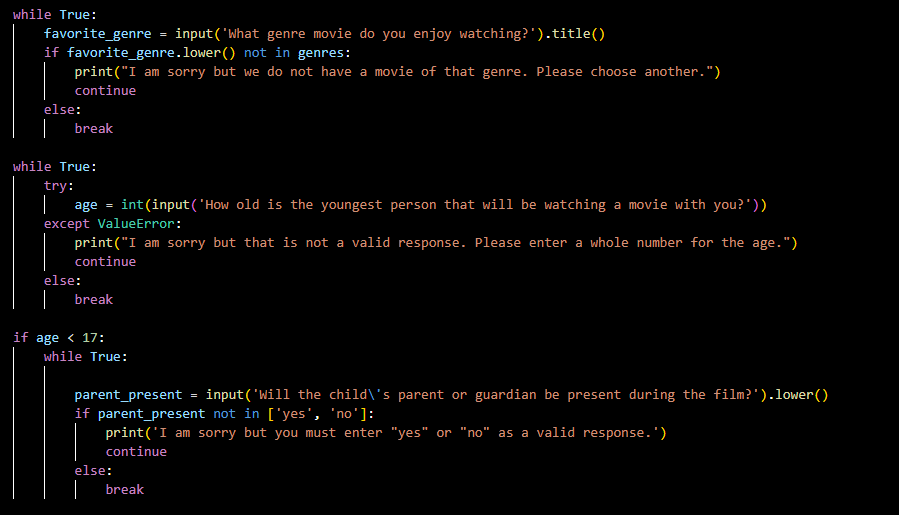 while True:
    favorite_genre = input('What genre movie do you enjoy watching?').title()
    if favorite_genre.lower() not in genres:
        print("I am sorry but we do not have a movie of that genre. Please choose another.")
        continue
    else:
        break

while True:
    try:
        age = int(input('How old is the youngest person that will be watching a movie with you?'))
    except ValueError:
        print("I am sorry but that is not a valid response. Please enter a whole number for the age.")
        continue
    else:
        break

if age < 17:
    while True:

        parent_present = input('Will the child\'s parent or guardian be present during the film?').lower()
        if parent_present not in ['yes', 'no']:
            print('I am sorry but you must enter "yes" or "no" as a valid response.')
            continue
        else:
            break